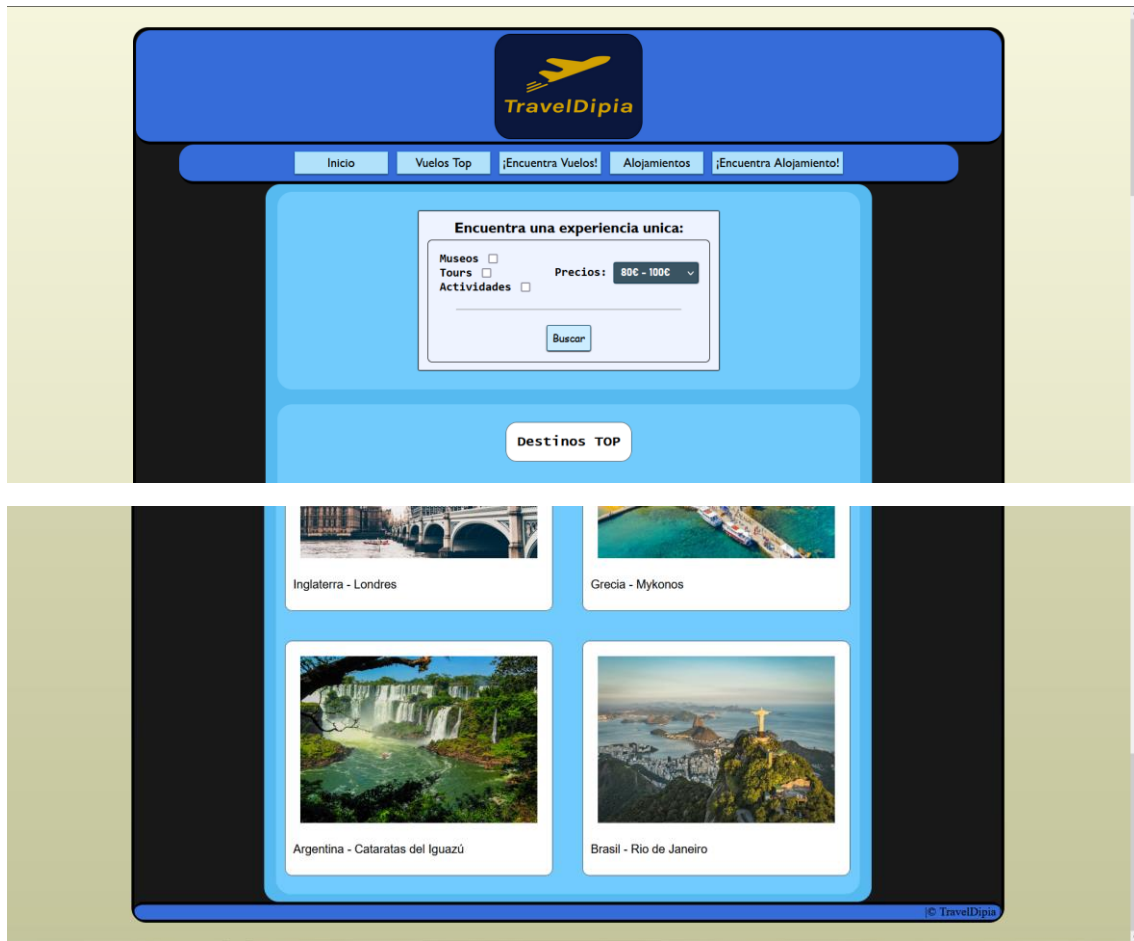 TravelDipia
Inicio
Vuelos Top
¡Encuentra Vuelos!
Alojamientos
¡Encuentra Alojamiento!
Encuentra una experiencia unica:
Museos
Tours
Actividades
Precios:
80€ - 100€
Buscar
Destinos TOP
Inglaterra - Londres
Grecia - Mykonos
Argentina - Cataratas del Iguazú
Brasil - Rio de Janeiro
|© TravelDipia